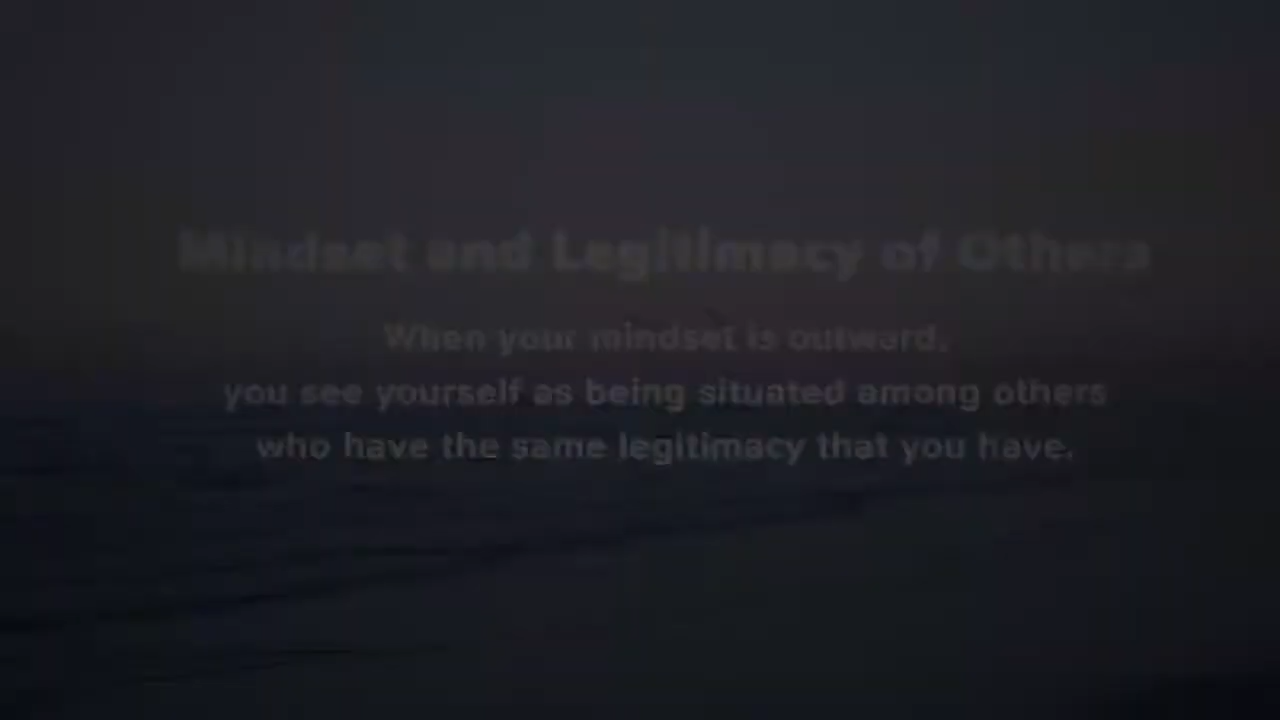 Mindset and Legitimacy of Others
When your mindset is outward,
you see yourself as being situated among others
who have the same legitimacy that you have.